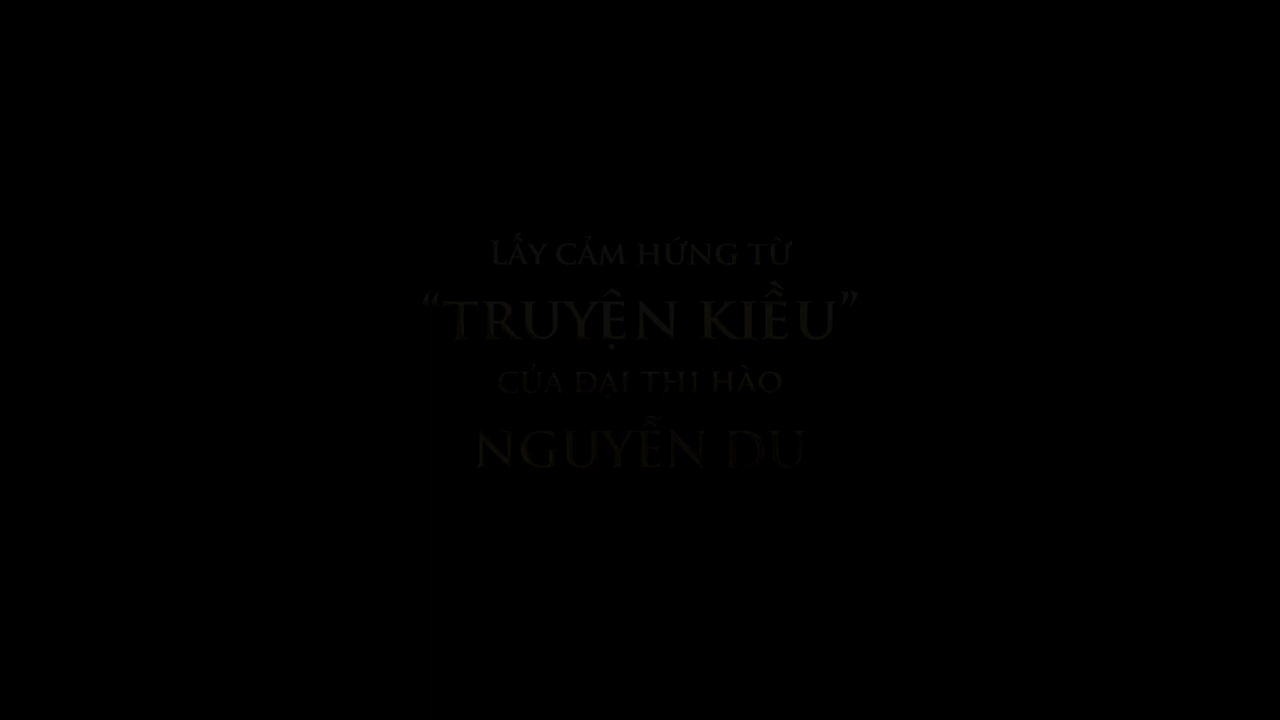 LẤY CẢM HỨNG TỪ
“TRUYỆN KIỀU”
CỦA ĐẠI THI HÀO
NGUYỄN DU